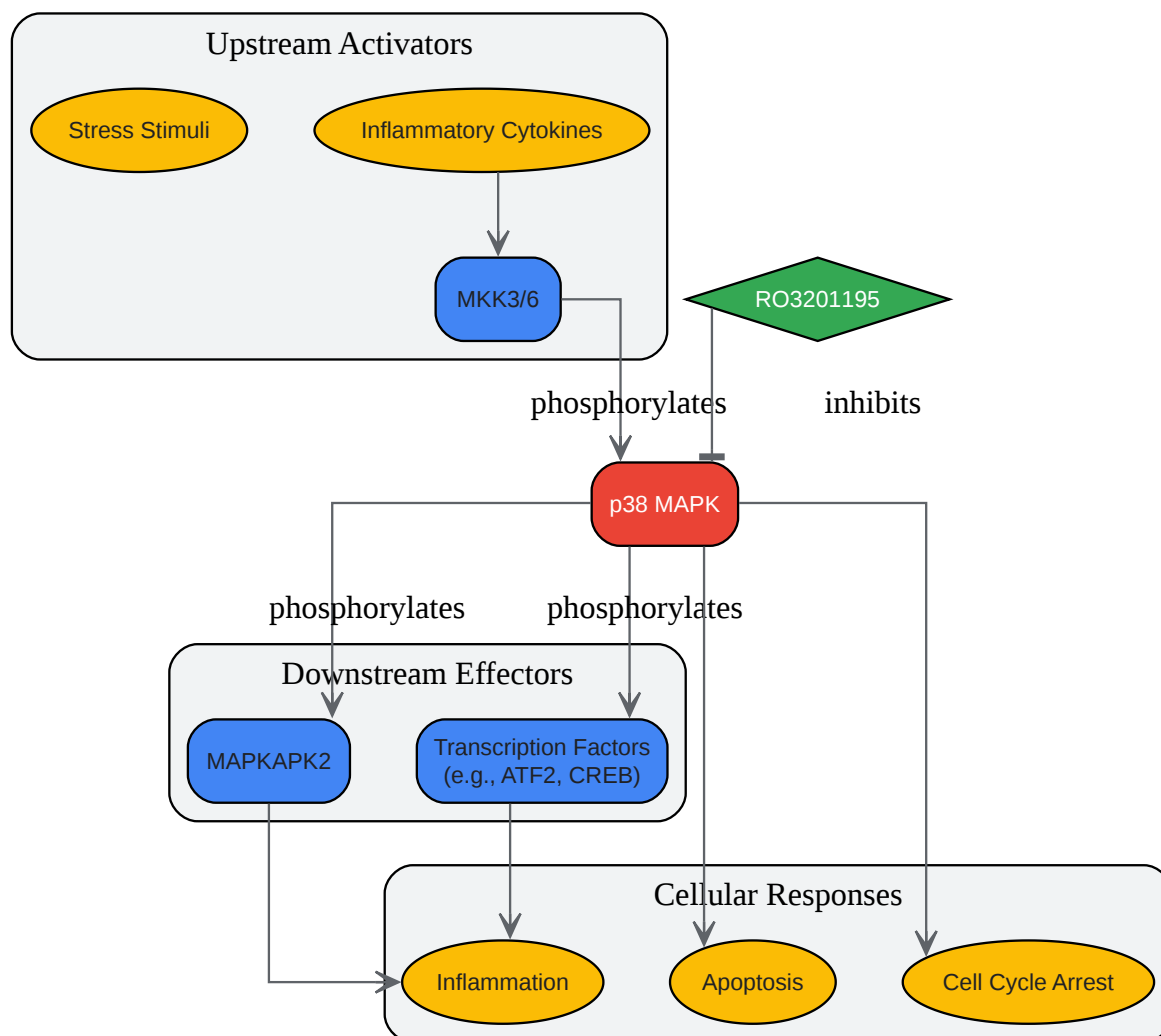 Upstream Activators
Stress Stimuli
Inflammatory Cytokines
MKK3/6
RO3201195
phosphorylates
inhibits
p38 MAPK
phosphorylates
phosphorylates
Downstream Effectors
MAPKAPK2
Transcription Factors
(e.g., ATF2, CREB)
Cellular Responses
Inflammation
Apoptosis
Cell Cycle Arrest